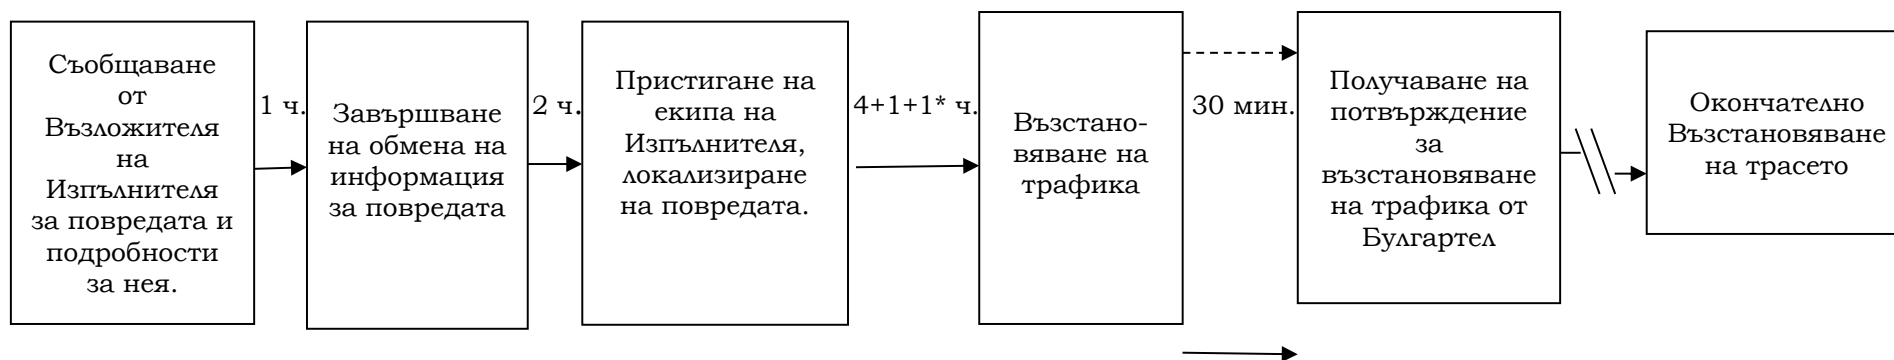 Съобщаване
от
Възложителя
на
Изпълнителя
за повредата и
подробности
за нея.
1 ч.
Завършване
на обмена на
информация
за повредата
2 ч.
Пристигане на
екипа на
Изпълнителя,
локализиране
на повредата.
4+1+1* ч.
Възстано-
вяване на
трафика
30 мин.
Получаване на
потвърждение
за
възстановяване
на трафика от
Булгартел
Окончателно
Възстановяване
на трасето